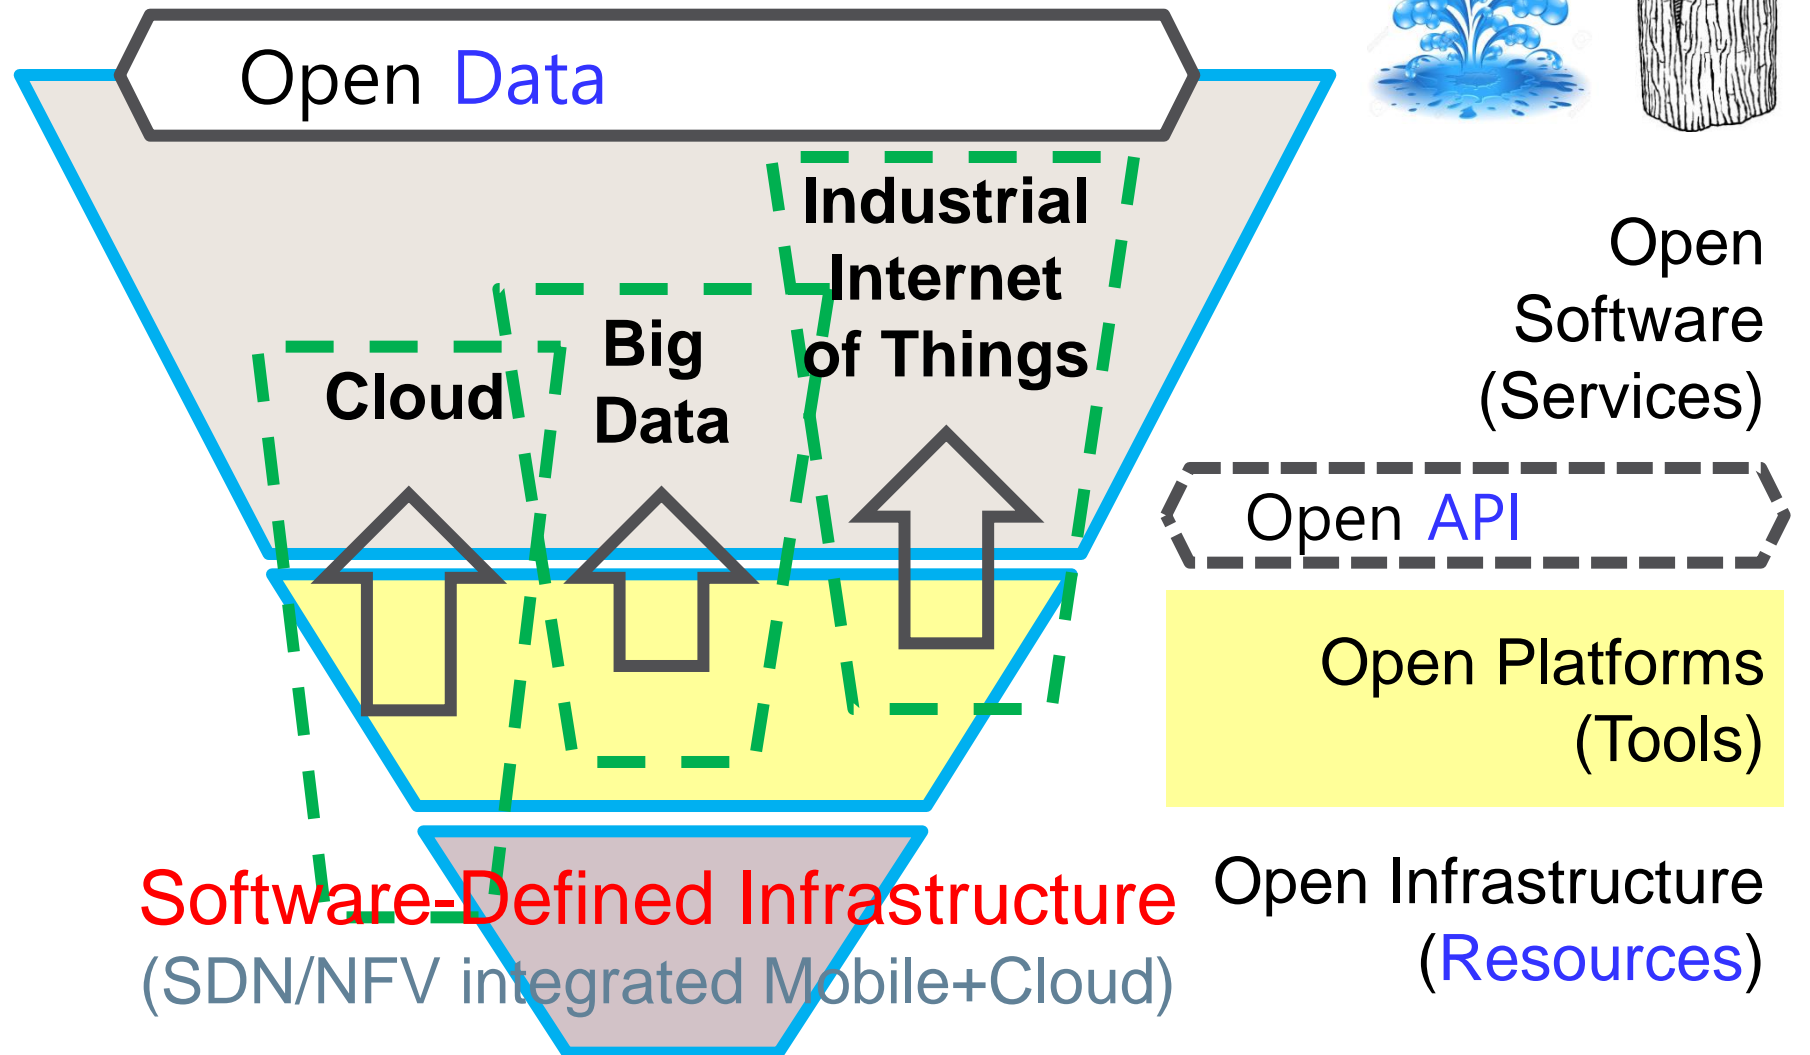 Open Data
Industrial
Internet
of Things
Big
Data
Cloud
Open
Software
(Services)
Open API
Open Platforms
(Tools)
Software-Defined Infrastructure
(SDN/NFV integrated Mobile+Cloud)
Open Infrastructure
(Resources)